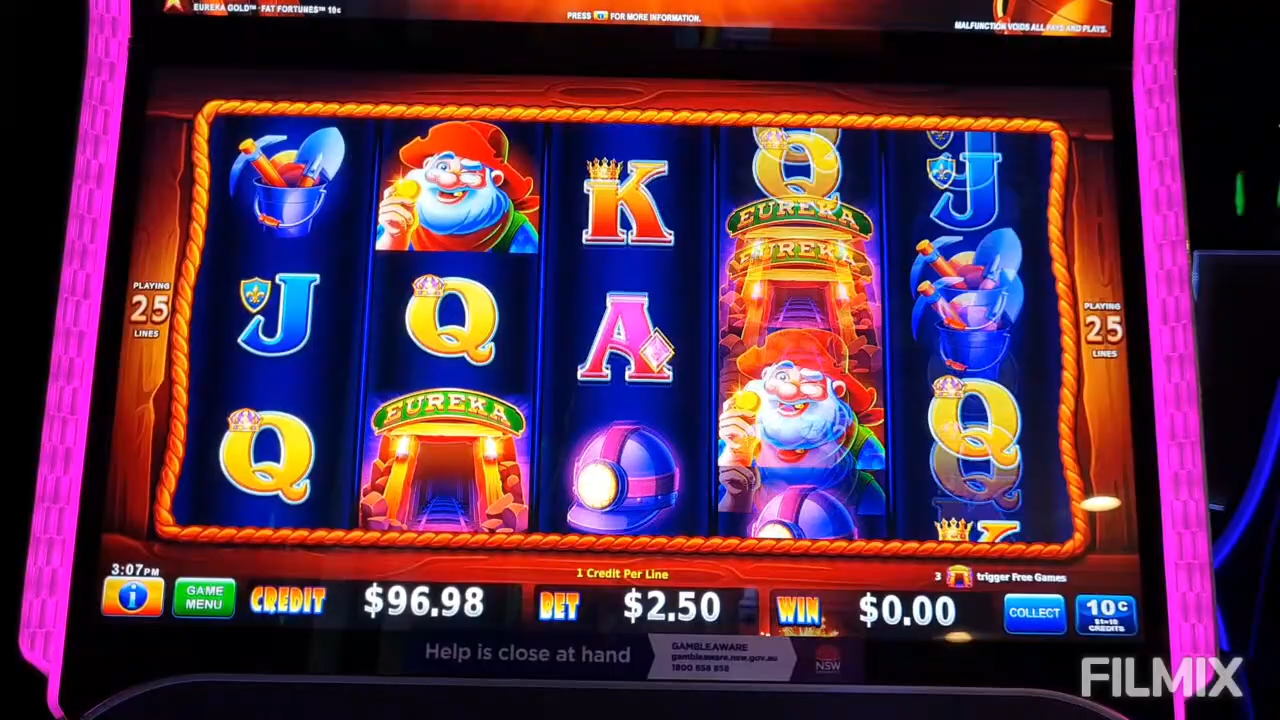 EUREKA GOLD™ - FAT FORTUNES™ 10c
PRESS i FOR MORE INFORMATION.
MALFUNCTION VOIDS ALL PAYS AND PLAYS.
K
Q
J
EUREKA
EUREKA
PLAYING
25
LINES
J
Q
A
PLAYING
25
LINES
Q
EUREKA
Q
K
3:07PM
1 Credit Per Line
3 trigger Free Games
i
GAME
MENU
CREDIT
$96.98
BET
$2.50
WIN
$0.00
COLLECT
10c
$1=10
CREDITS
Help is close at hand
GAMBLEAWARE
gambleaware.nsw.gov.au
1800 858 858
NSW
FILMIX